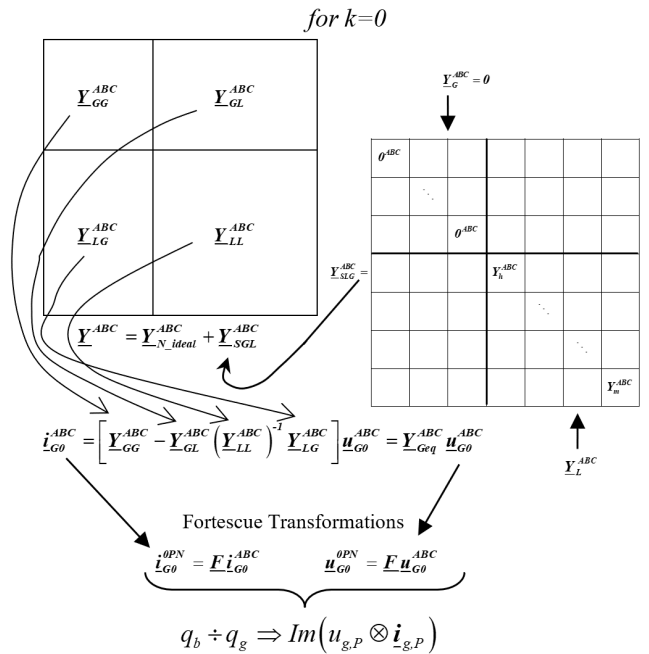 for k=0
Y_GG^ABC
Y_GL^ABC
Y_G^ABC = 0
0^ABC
⋱
Y_LG^ABC
Y_LL^ABC
0^ABC
Y_SLG^ABC =
Y_h^ABC
⋱
⋱
Y^ABC = Y_N_ideal^ABC + Y_SGL^ABC
Y_m^ABC
i_G0^ABC = [Y_GG^ABC − Y_GL^ABC (Y_LL^ABC)^-1 Y_LG^ABC] u_G0^ABC = Y_Geq^ABC u_G0^ABC
Y_L^ABC
Fortescue Transformations
i_G0^0PN = F i_G0^ABC u_G0^0PN = F u_G0^ABC
q_b ÷ q_g ⇒ Im(u_g,P ⊗ i_g,P)